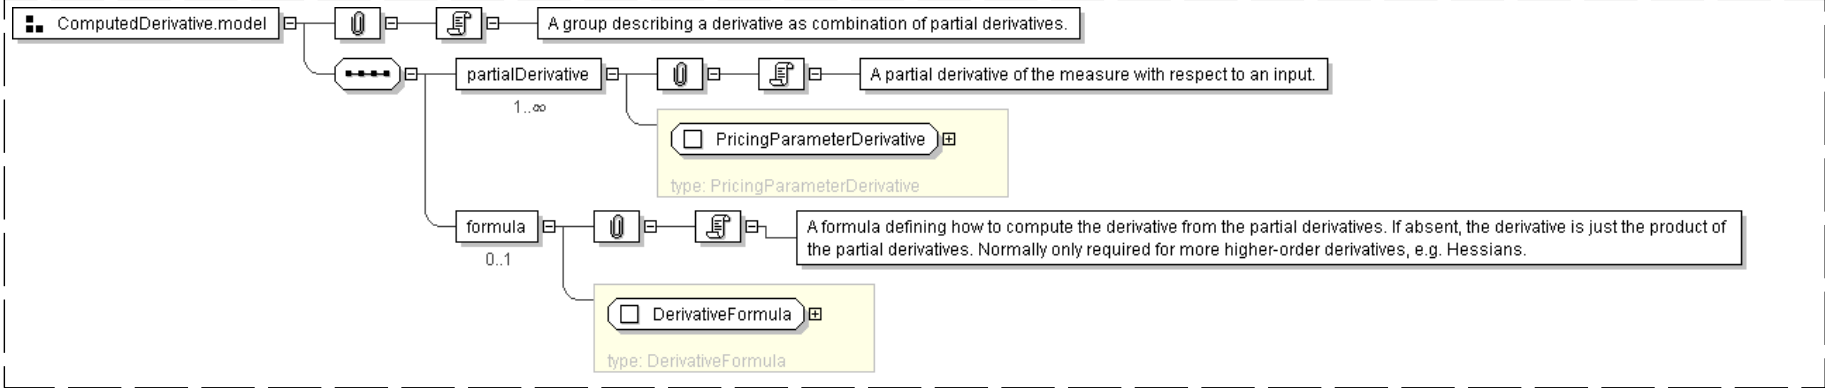 ComputedDerivative.model
A group describing a derivative as combination of partial derivatives.
partialDerivative
A partial derivative of the measure with respect to an input.
1..∞
PricingParameterDerivative
type: PricingParameterDerivative
formula
A formula defining how to compute the derivative from the partial derivatives. If absent, the derivative is just the product of
the partial derivatives. Normally only required for more higher-order derivatives, e.g. Hessians.
0..1
DerivativeFormula
type: DerivativeFormula